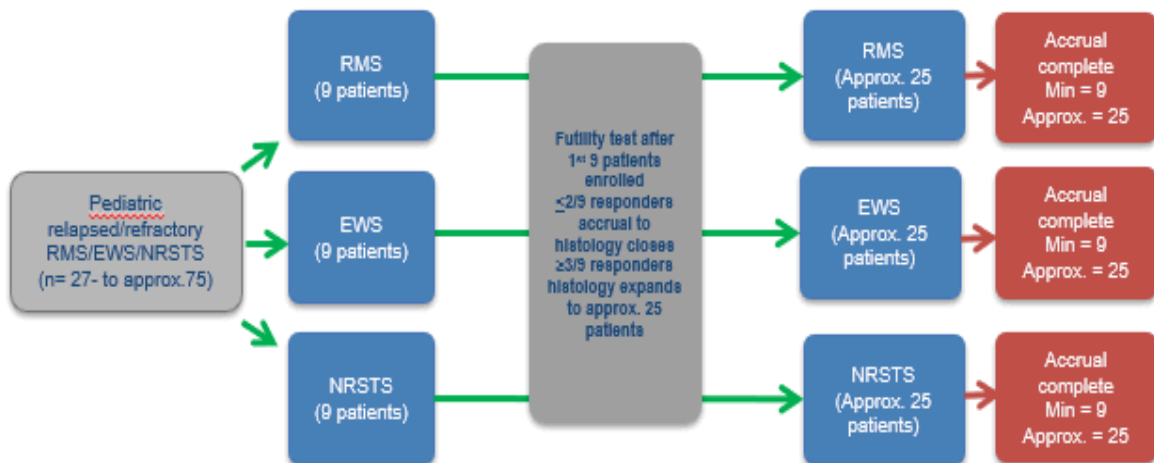 Pediatric
relapsed/refractory
RMS/EWS/NRSTS
(n= 27- to approx.75)
RMS
(9 patients)
EWS
(9 patients)
NRSTS
(9 patients)
Futility test after
1st 9 patients
enrolled
≤2/9 responders
accrual to
histology closes
≥3/9 responders
histology expands
to approx. 25
patients
RMS
(Approx. 25
patients)
EWS
(Approx. 25
patients)
NRSTS
(Approx. 25
patients)
Accrual
complete
Min = 9
Approx. = 25
Accrual
complete
Min = 9
Approx. = 25
Accrual
complete
Min = 9
Approx. = 25